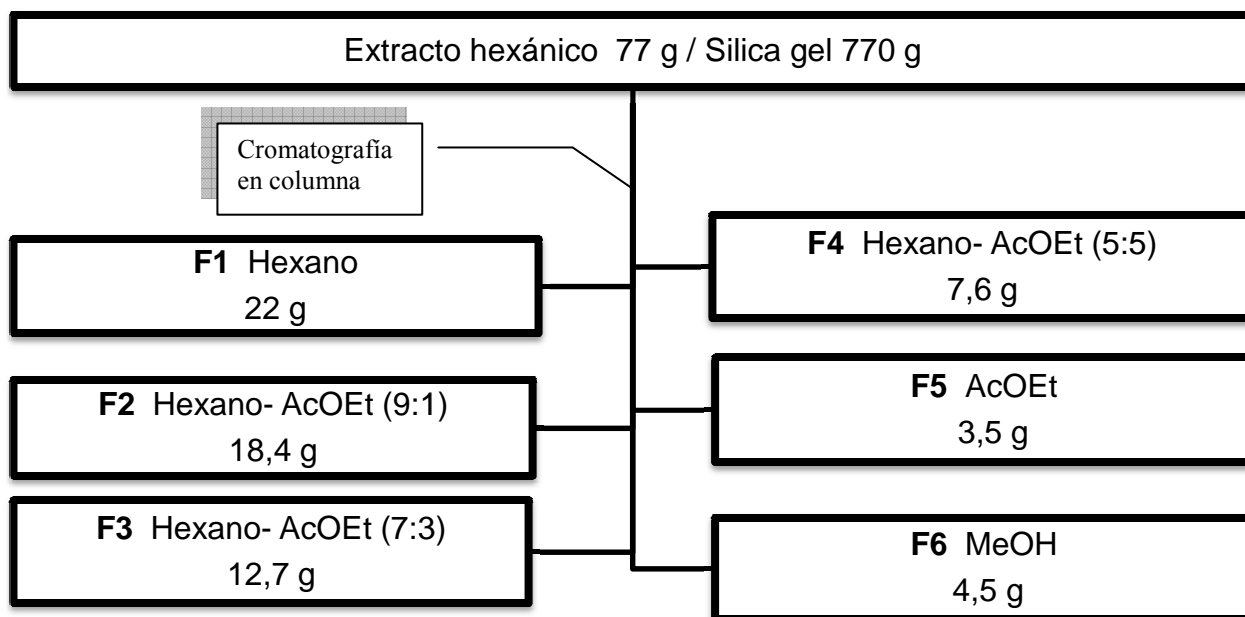 Extracto hexánico 77 g / Silica gel 770 g
Cromatografía
en columna
F1 Hexano
22 g
F2 Hexano- AcOEt (9:1)
18,4 g
F3 Hexano- AcOEt (7:3)
12,7 g
F4 Hexano- AcOEt (5:5)
7,6 g
F5 AcOEt
3,5 g
F6 MeOH
4,5 g